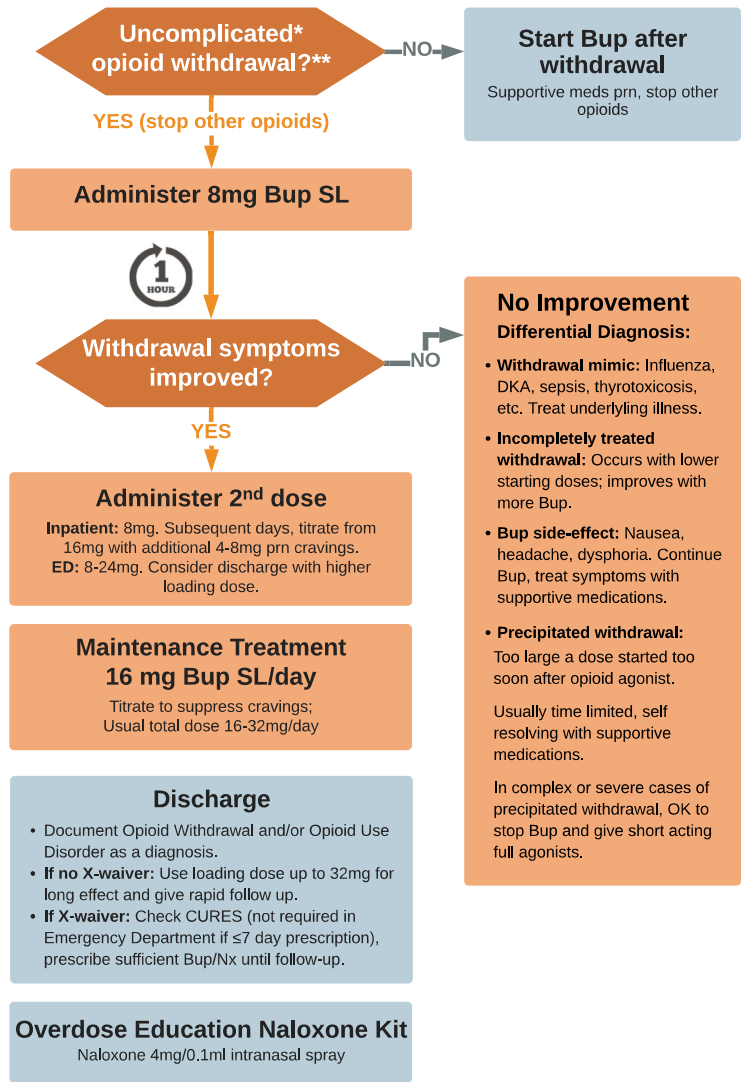 Uncomplicated*
opioid withdrawal?**
NO
Start Bup after
withdrawal
Supportive meds prn, stop other
opioids
YES (stop other opioids)
Administer 8mg Bup SL
1
HOUR
Withdrawal symptoms
improved?
NO
YES
No Improvement
Differential Diagnosis:
• Withdrawal mimic: Influenza,
DKA, sepsis, thyrotoxicosis,
etc. Treat underlyling illness.
• Incompletely treated
withdrawal: Occurs with lower
starting doses; improves with
more Bup.
• Bup side-effect: Nausea,
headache, dysphoria. Continue
Bup, treat symptoms with
supportive medications.
• Precipitated withdrawal:
Too large a dose started too
soon after opioid agonist.
Usually time limited, self
resolving with supportive
medications.
In complex or severe cases of
precipitated withdrawal, OK to
stop Bup and give short acting
full agonists.
Administer 2nd dose
Inpatient: 8mg. Subsequent days, titrate from
16mg with additional 4-8mg prn cravings.
ED: 8-24mg. Consider discharge with higher
loading dose.
Maintenance Treatment
16 mg Bup SL/day
Titrate to suppress cravings;
Usual total dose 16-32mg/day
Discharge
• Document Opioid Withdrawal and/or Opioid Use
Disorder as a diagnosis.
• If no X-waiver: Use loading dose up to 32mg for
long effect and give rapid follow up.
• If X-waiver: Check CURES (not required in
Emergency Department if ≤7 day prescription),
prescribe sufficient Bup/Nx until follow-up.
Overdose Education Naloxone Kit
Naloxone 4mg/0.1ml intranasal spray